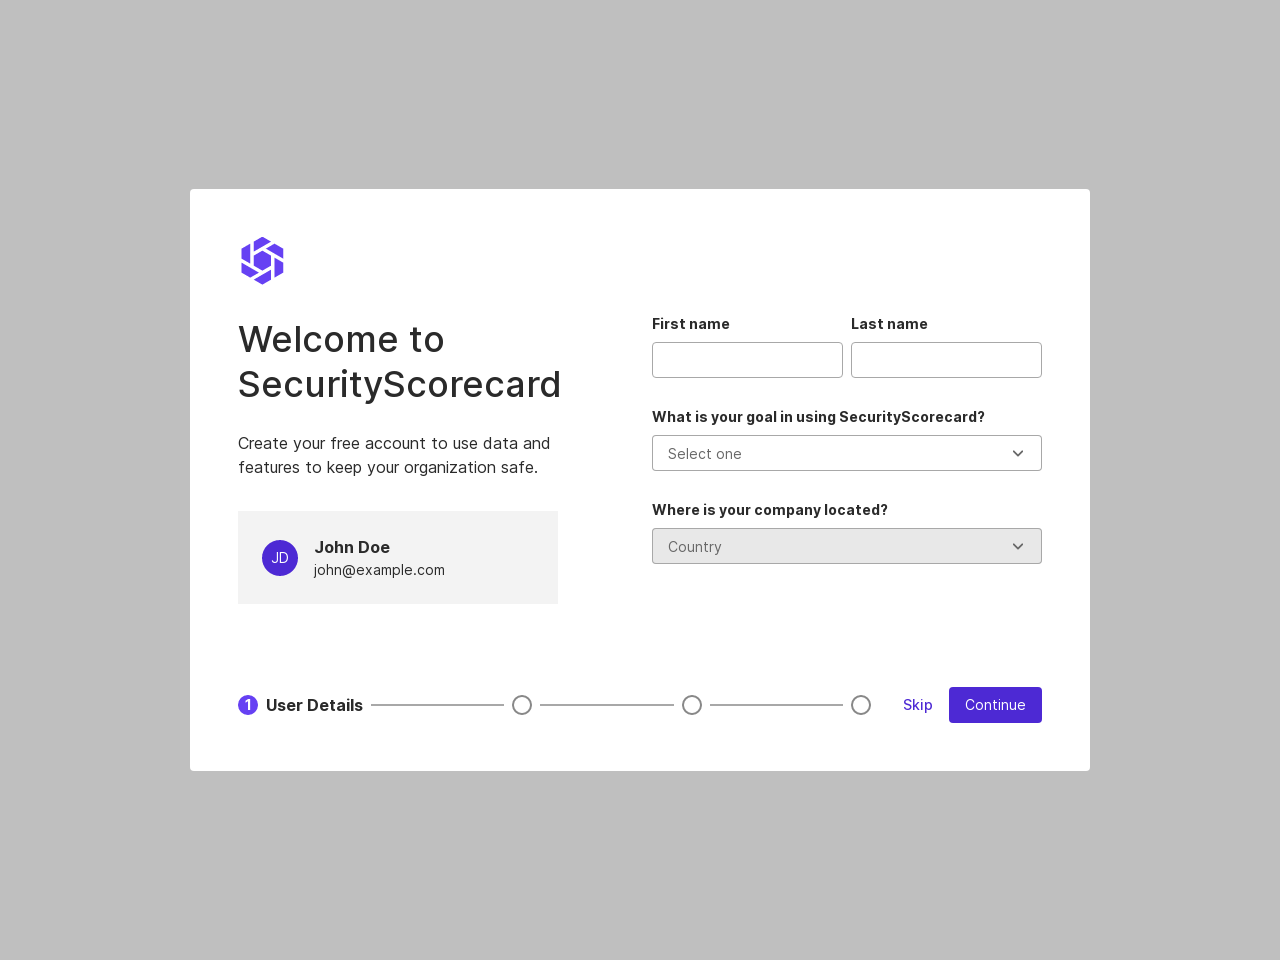 Welcome to
SecurityScorecard
Create your free account to use data and
features to keep your organization safe.
JD
John Doe
john@example.com
First name
Last name
What is your goal in using SecurityScorecard?
Select one
Where is your company located?
Country
1 User Details
Skip
Continue